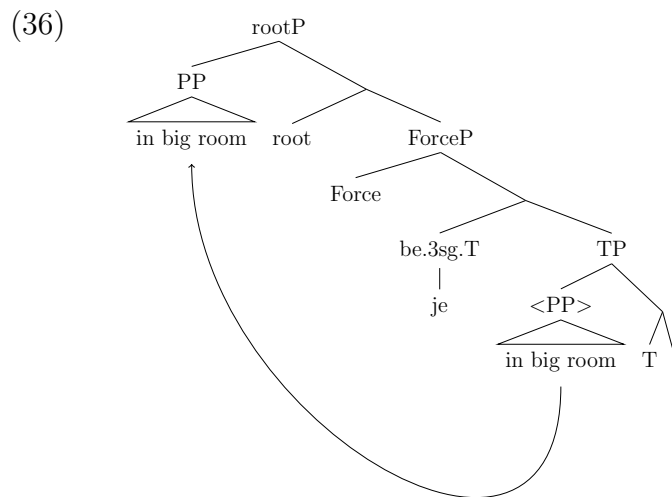 (36)
rootP
PP
in big room root ForceP
Force
be.3sg.T TP
je <PP>
in big room T